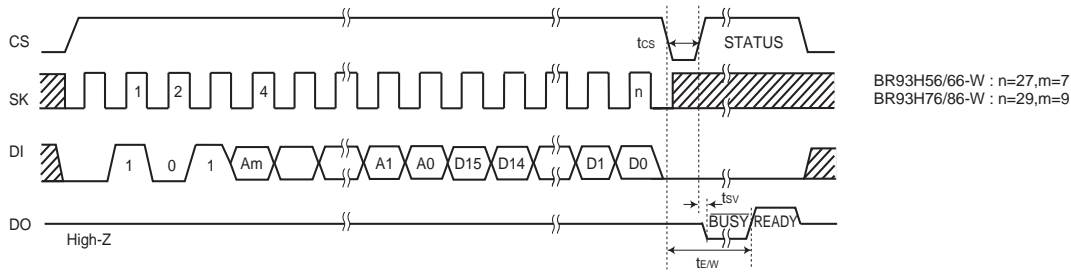 CS
tcs
STATUS
SK
1
2
4
n
BR93H56/66-W : n=27,m=7
BR93H76/86-W : n=29,m=9
DI
1
0
1
Am
A1
A0
D15
D14
D1
D0
tSV
DO
BUSY
READY
High-Z
tE/W